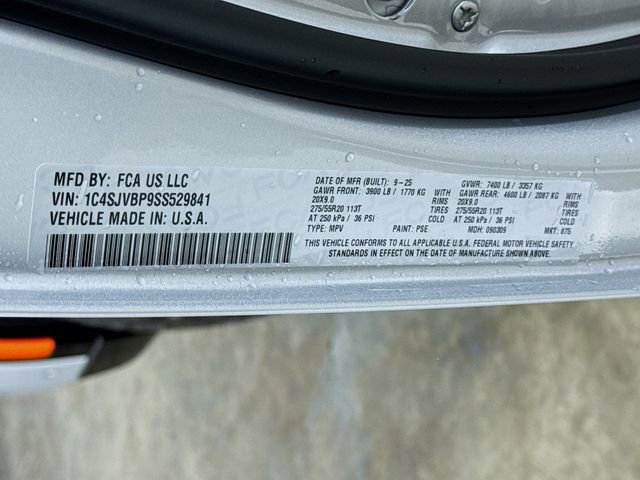 MFD BY: FCA US LLC
VIN: 1C4SJVBP9SS529841
VEHICLE MADE IN U.S.A.
DATE OF MFR (BUILT): 9-25 GVWR: 7400 LB / 3357 KG
GAWR FRONT: 3900 LB / 1770 KG WITH GAWR REAR: 4600 LB / 2087 KG WITH
20X9.0 RIMS 20X9.0 RIMS
275/55R20 113T TIRES 275/55R20 113T TIRES
AT 250 kPa / 36 PSI COLD AT 250 kPa / 36 PSI COLD
TYPE: MPV PAINT: PSE MDH: 090309 MKT: 875
THIS VEHICLE CONFORMS TO ALL APPLICABLE U.S.A. FEDERAL MOTOR VEHICLE SAFETY
STANDARDS IN EFFECT ON THE DATE OF MANUFACTURE SHOWN ABOVE.